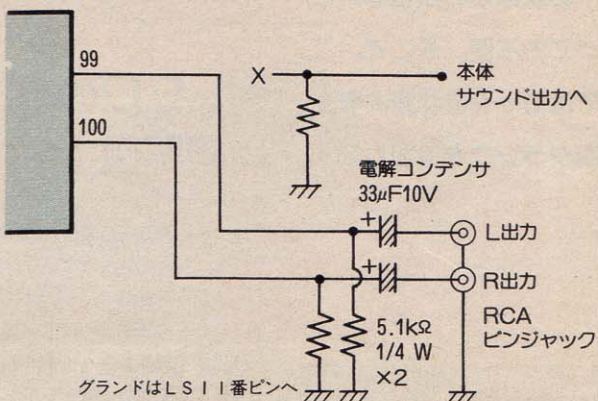 99
100
X
本体
サウンド出力へ
電解コンデンサ
33μF10V
+
L出力
+
R出力
RCA
ピンジャック
5.1kΩ
1/4 W
×2
グランドはLSI1番ピンへ